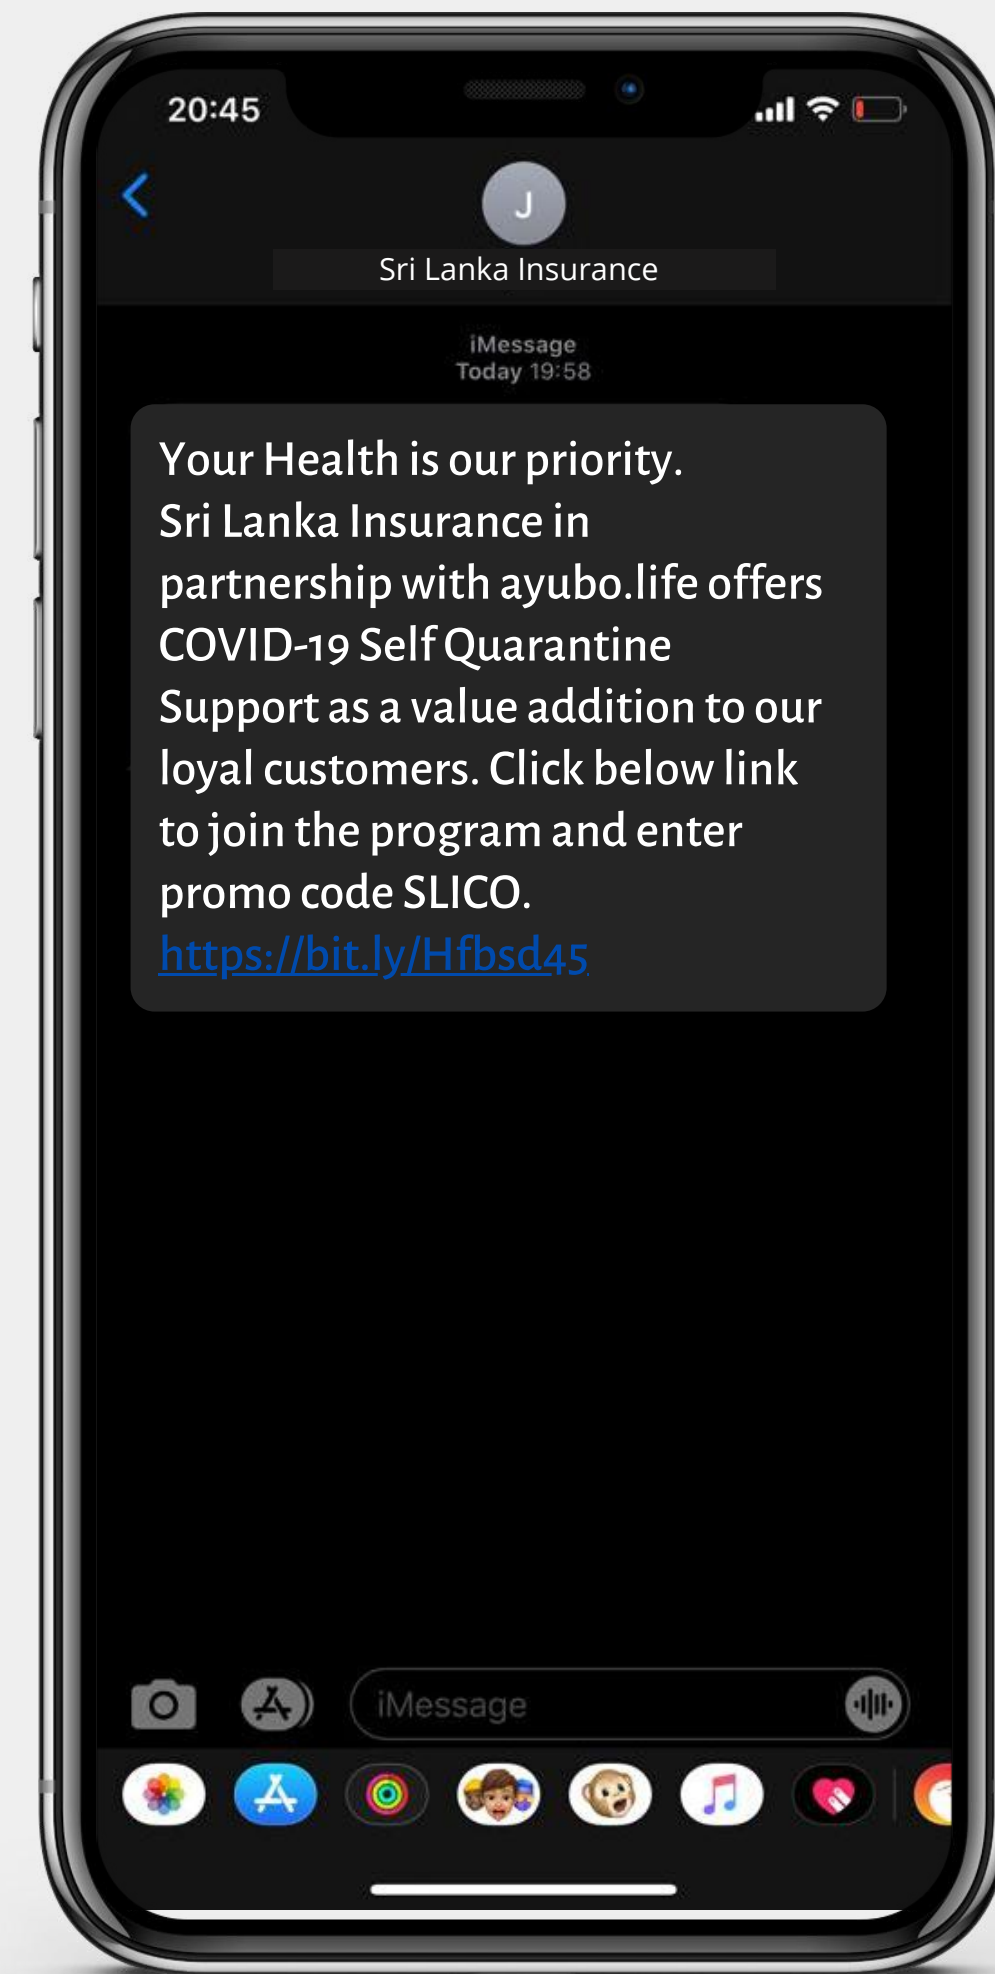 20:45
J
Sri Lanka Insurance
iMessage
Today 19:58
Your Health is our priority.
Sri Lanka Insurance in
partnership with ayubo.life offers
COVID-19 Self Quarantine
Support as a value addition to our
loyal customers. Click below link
to join the program and enter
promo code SLICO.
https://bit.ly/Hfbsd45
iMessage